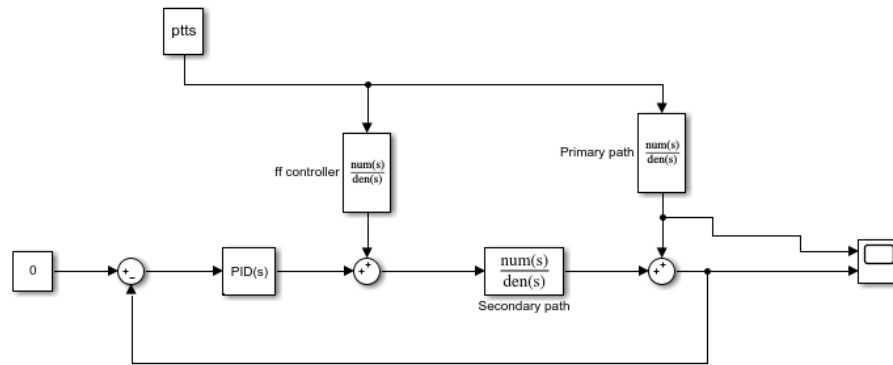 ptts
ff controller
num(s)
den(s)
Primary path
num(s)
den(s)
0
+
−
PID(s)
+
+
num(s)
den(s)
Secondary path
+
+